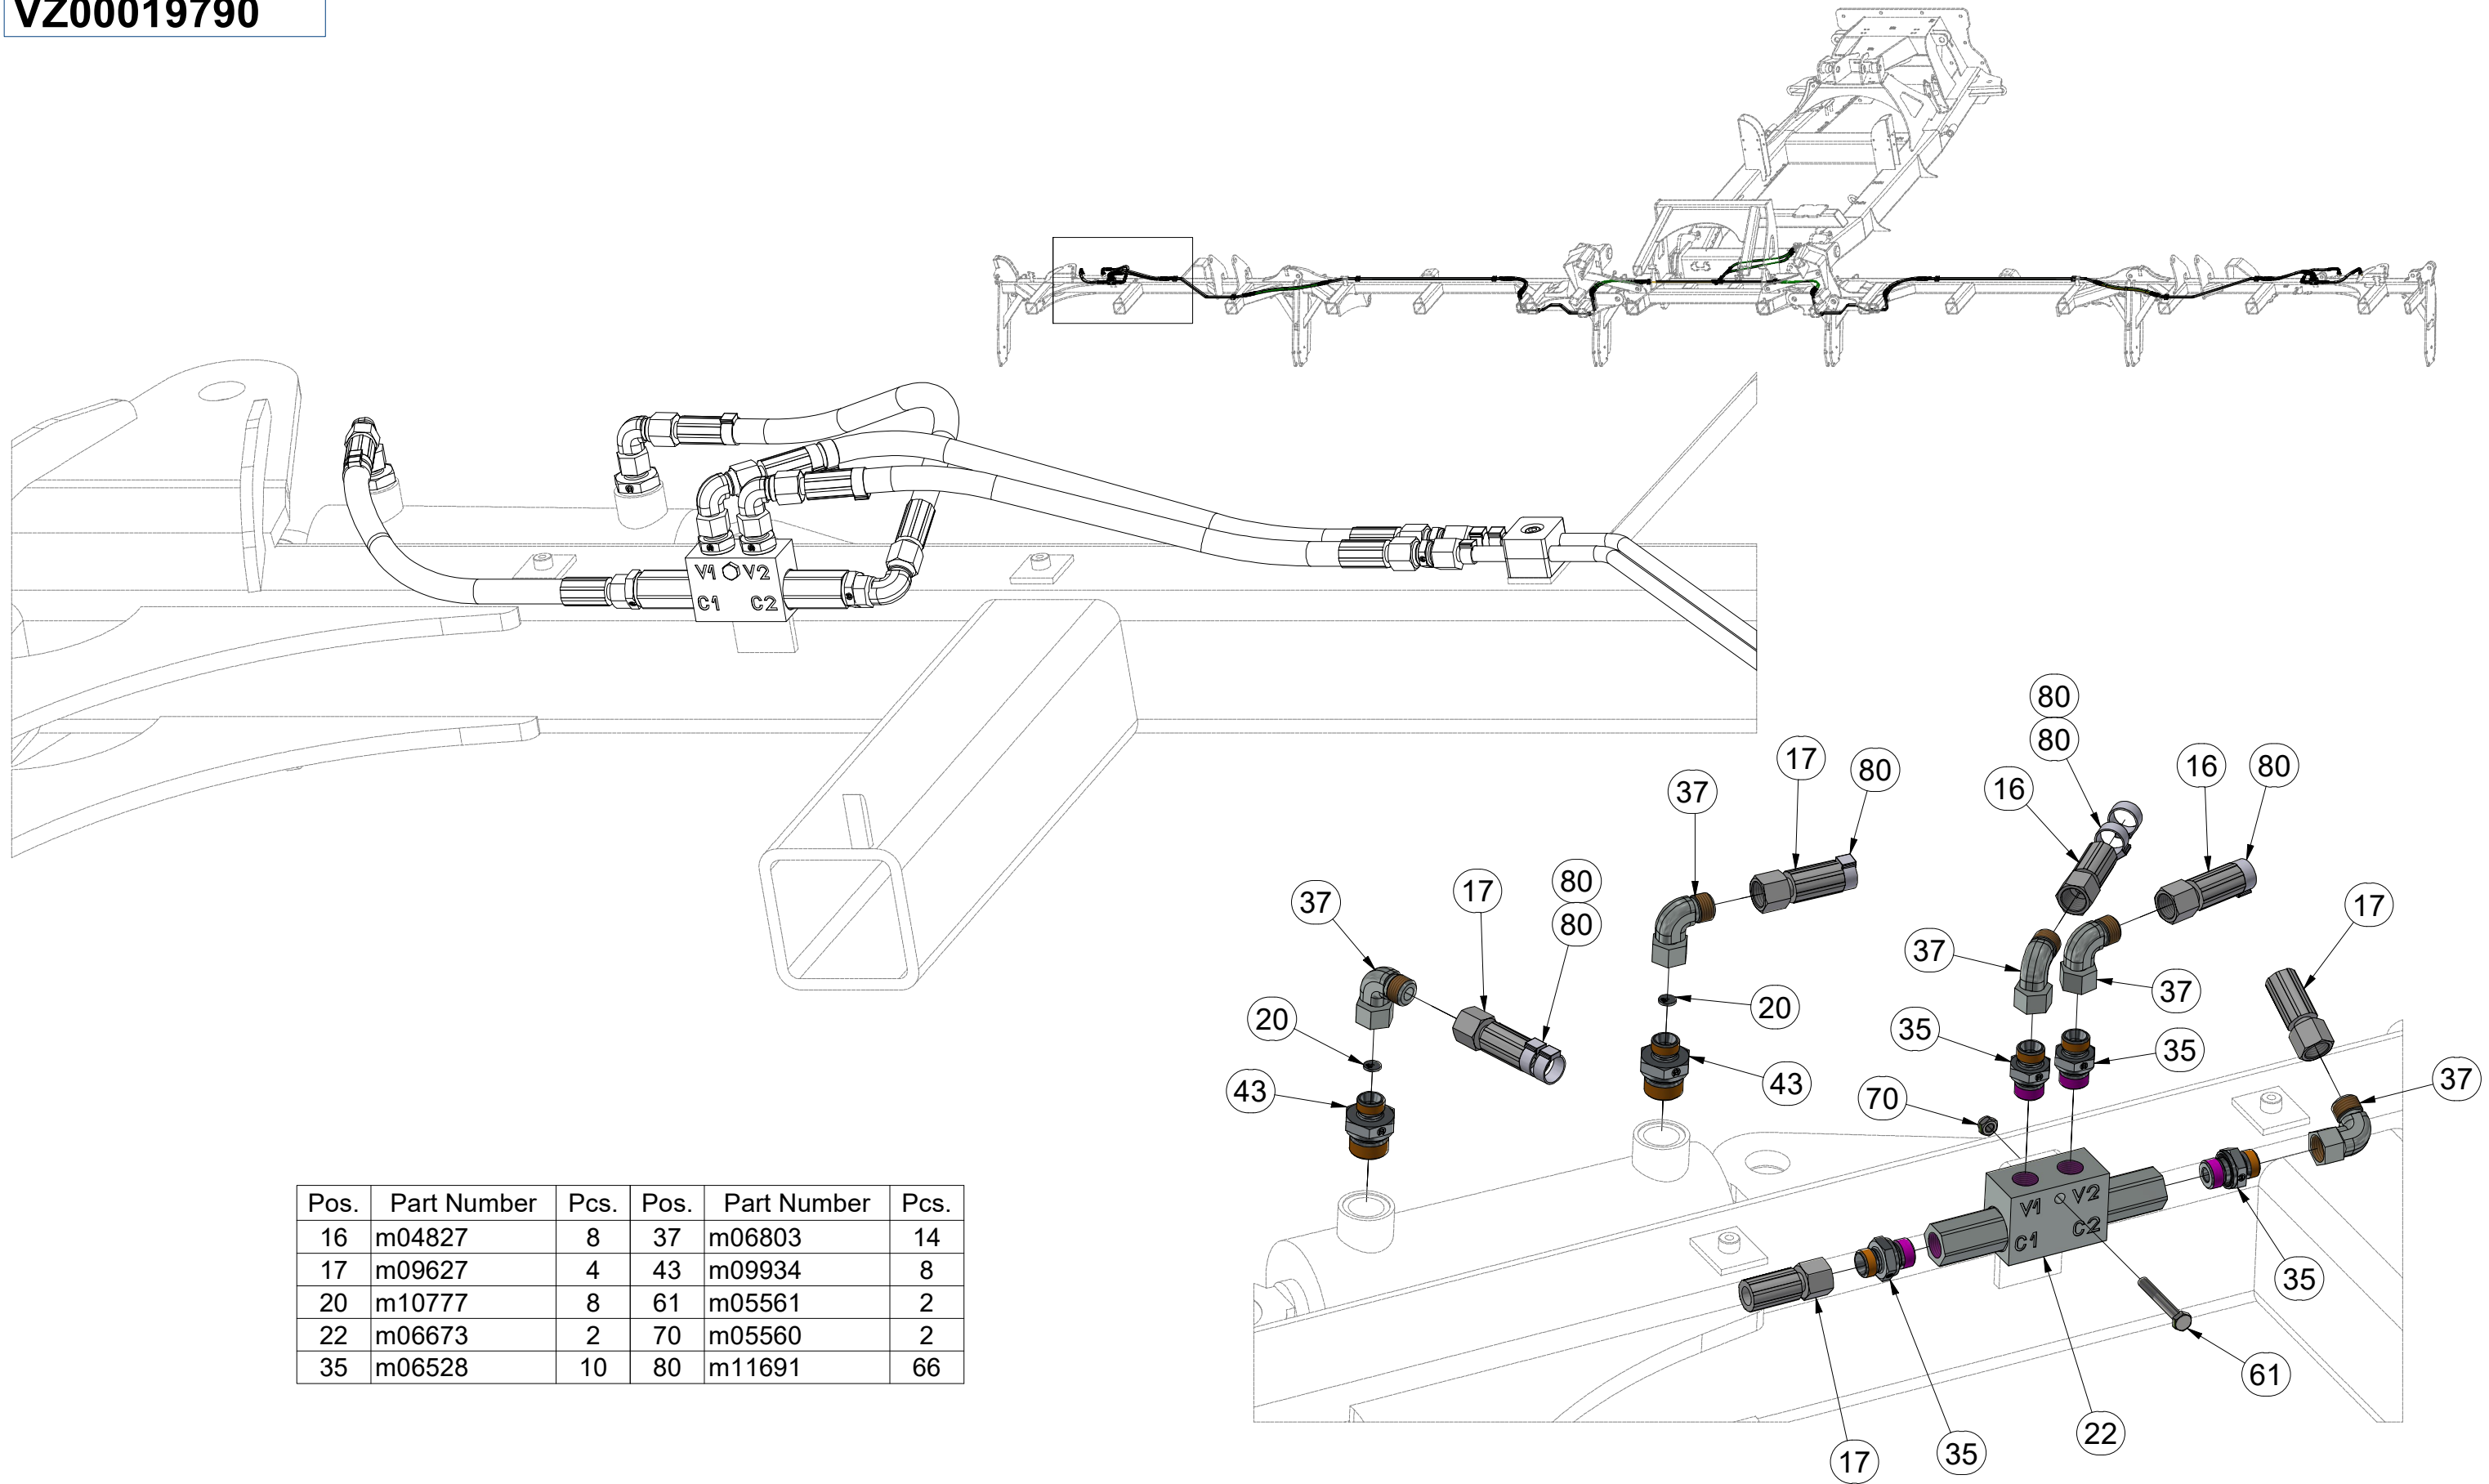 VZ00019790
V1 V2
C1 C2
80
80
17
80
16
80
37
16
17
80
80
37
17
37
37
20
20
35
35
43
43
70
37
V1 V2
C1 C2
35
61
22
17
35
Pos. Part Number Pcs. Pos. Part Number Pcs.
16 m04827 8 37 m06803 14
17 m09627 4 43 m09934 8
20 m10777 8 61 m05561 2
22 m06673 2 70 m05560 2
35 m06528 10 80 m11691 66